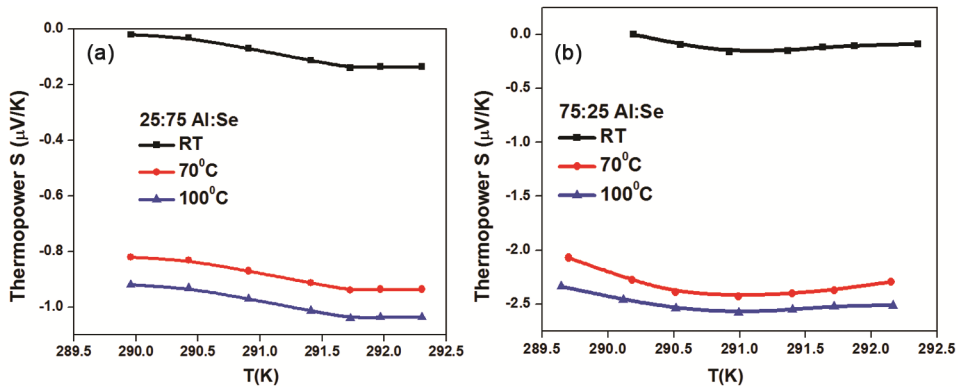 (a)
Thermopower S (μV/K)
0.0
-0.2
-0.4
-0.6
-0.8
-1.0
25:75 Al:Se
RT
70⁰C
100⁰C
289.5 290.0 290.5 291.0 291.5 292.0 292.5
T(K)
(b)
Thermopower S (μV/K)
0.0
-0.5
-1.0
-1.5
-2.0
-2.5
75:25 Al:Se
RT
70⁰C
100⁰C
289.5 290.0 290.5 291.0 291.5 292.0 292.5
T(K)